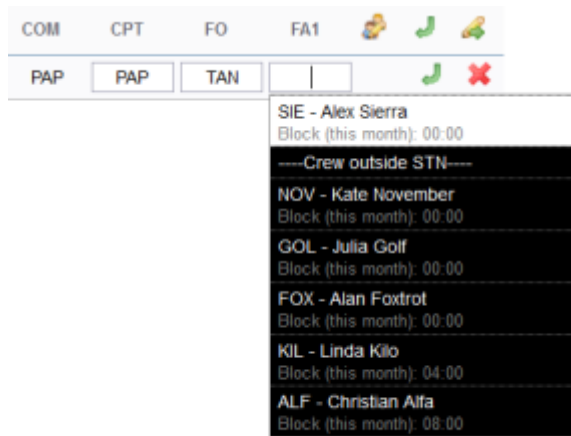 COM CPT FO FA1
PAP PAP TAN
SIE - Alex Sierra
Block (this month): 00:00
----Crew outside STN----
NOV - Kate November
Block (this month): 00:00
GOL - Julia Golf
Block (this month): 00:00
FOX - Alan Foxtrot
Block (this month): 00:00
KIL - Linda Kilo
Block (this month): 04:00
ALF - Christian Alfa
Block (this month): 08:00